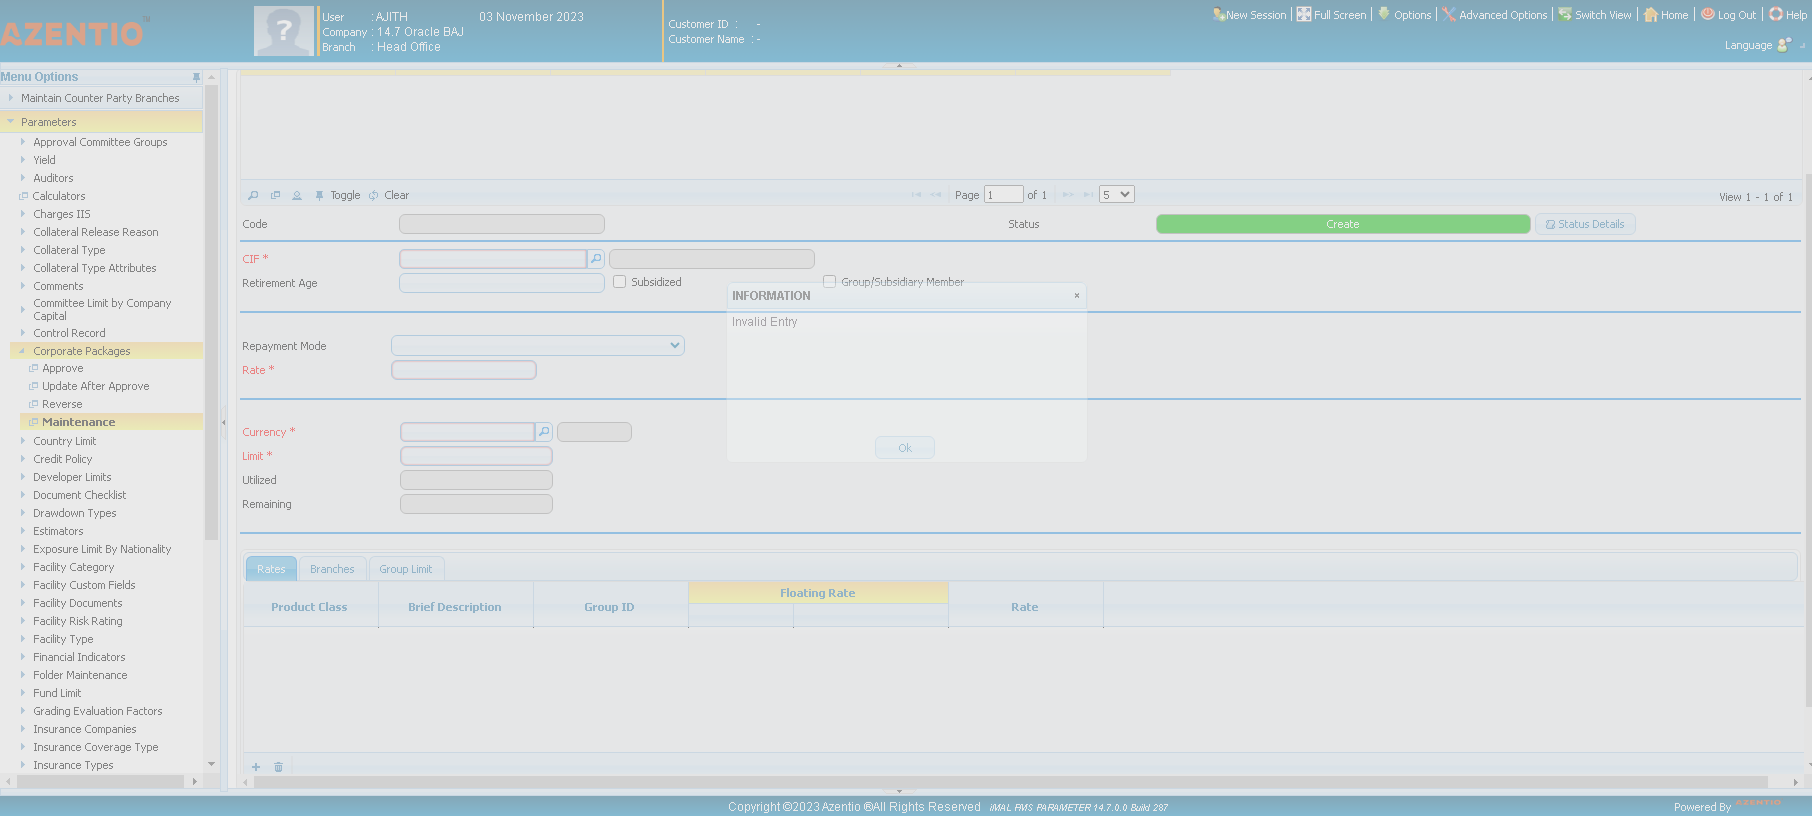 AZENTIO
TM
User : AJITH 03 November 2023
Company : 14.7 Oracle BAJ
Branch : Head Office
Customer ID : -
Customer Name : -
New Session Full Screen Options Advanced Options Switch View Home Log Out Help
Language
Menu Options
Maintain Counter Party Branches
Parameters
Approval Committee Groups
Yield
Auditors
Calculators
Charges IIS
Collateral Release Reason
Collateral Type
Collateral Type Attributes
Comments
Committee Limit by Company
Capital
Control Record
Corporate Packages
Approve
Update After Approve
Reverse
Maintenance
Country Limit
Credit Policy
Developer Limits
Document Checklist
Drawdown Types
Estimators
Exposure Limit By Nationality
Facility Category
Facility Custom Fields
Facility Documents
Facility Risk Rating
Facility Type
Financial Indicators
Folder Maintenance
Fund Limit
Grading Evaluation Factors
Insurance Companies
Insurance Coverage Type
Insurance Types
Toggle Clear
Page 1 of 1 5
View 1 - 1 of 1
Code
Status Create Status Details
CIF *
Retirement Age Subsidized Group/Subsidiary Member
INFORMATION ×
Invalid Entry
Ok
Repayment Mode
Rate *
Currency *
Limit *
Utilized
Remaining
Rates Branches Group Limit
Product Class Brief Description Group ID Floating Rate Rate
Copyright ©2023 Azentio ®All Rights Reserved iMAL PMS PARAMETER 14.7.0.0 Build 287
Powered By AZENTIO